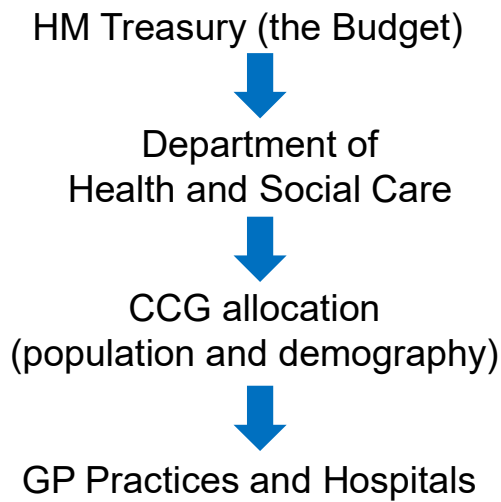 HM Treasury (the Budget)
Department of
Health and Social Care
CCG allocation
(population and demography)
GP Practices and Hospitals